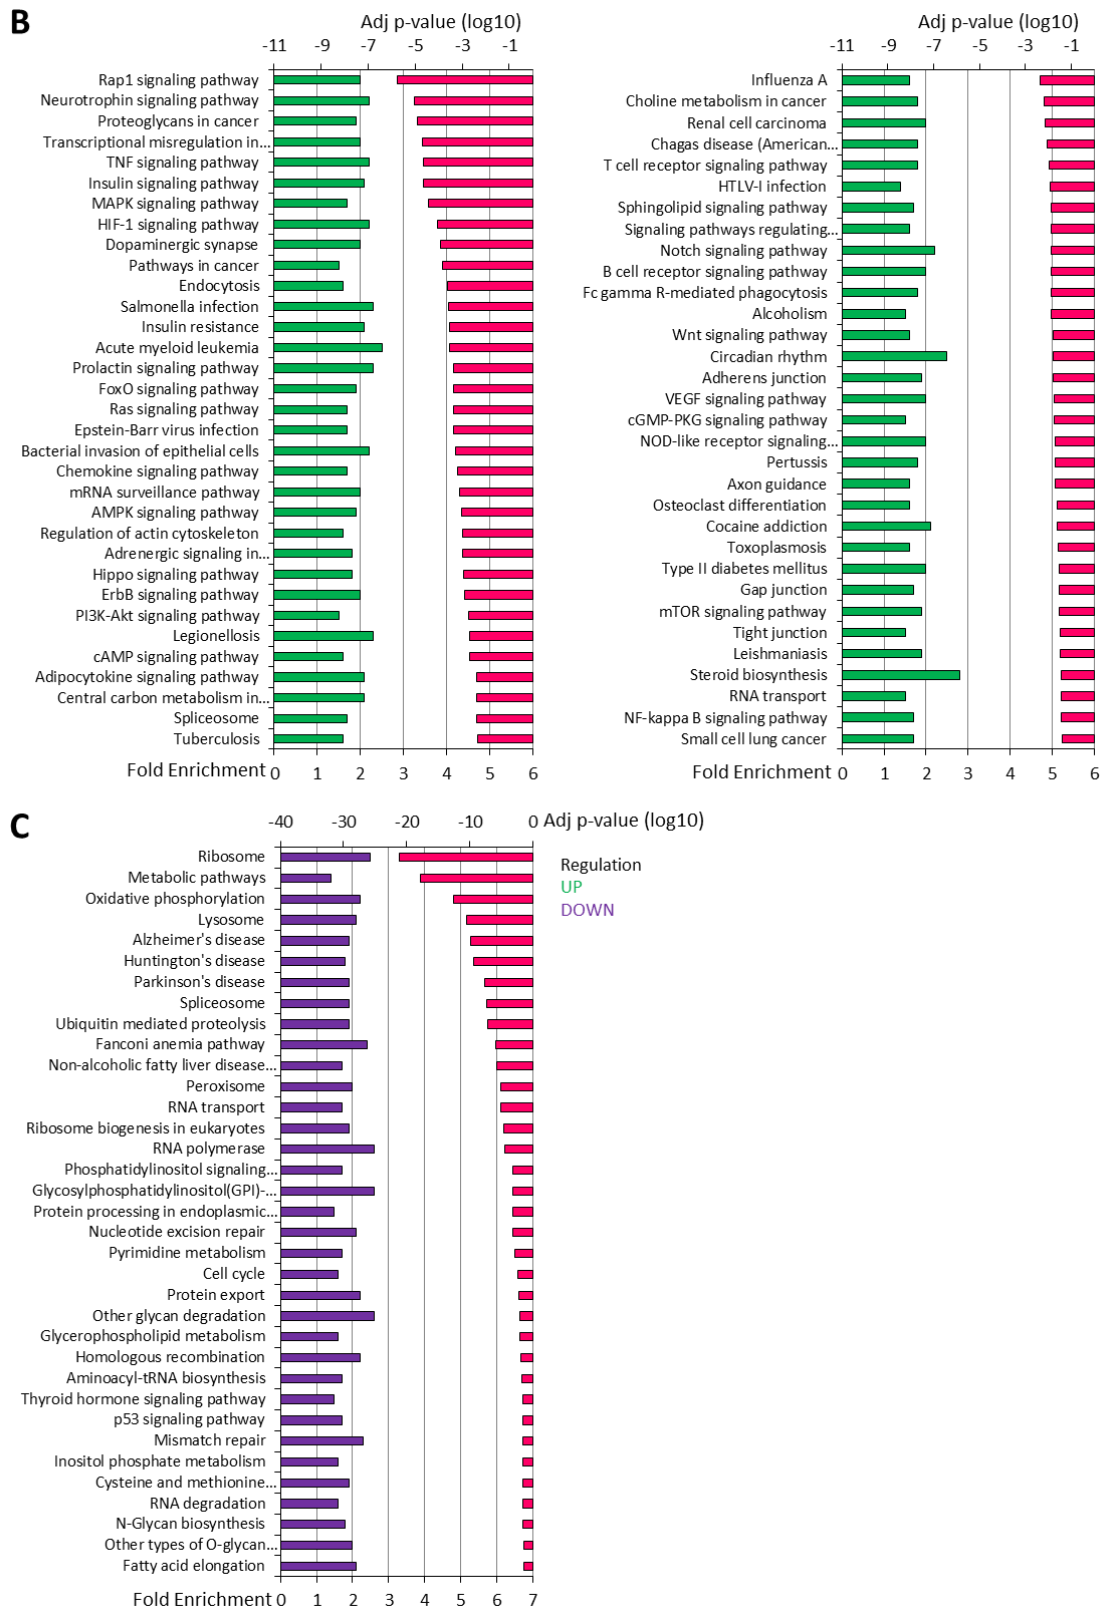 B
Adj p-value (log10)
-11 -9 -7 -5 -3 -1
Rap1 signaling pathway
Neurotrophin signaling pathway
Proteoglycans in cancer
Transcriptional misregulation in...
TNF signaling pathway
Insulin signaling pathway
MAPK signaling pathway
HIF-1 signaling pathway
Dopaminergic synapse
Pathways in cancer
Endocytosis
Salmonella infection
Insulin resistance
Acute myeloid leukemia
Prolactin signaling pathway
FoxO signaling pathway
Ras signaling pathway
Epstein-Barr virus infection
Bacterial invasion of epithelial cells
Chemokine signaling pathway
mRNA surveillance pathway
AMPK signaling pathway
Regulation of actin cytoskeleton
Adrenergic signaling in...
Hippo signaling pathway
ErbB signaling pathway
PI3K-Akt signaling pathway
Legionellosis
cAMP signaling pathway
Adipocytokine signaling pathway
Central carbon metabolism in...
Spliceosome
Tuberculosis
Fold Enrichment 0 1 2 3 4 5 6
Adj p-value (log10)
-11 -9 -7 -5 -3 -1
Influenza A
Choline metabolism in cancer
Renal cell carcinoma
Chagas disease (American...
T cell receptor signaling pathway
HTLV-I infection
Sphingolipid signaling pathway
Signaling pathways regulating...
Notch signaling pathway
B cell receptor signaling pathway
Fc gamma R-mediated phagocytosis
Alcoholism
Wnt signaling pathway
Circadian rhythm
Adherens junction
VEGF signaling pathway
cGMP-PKG signaling pathway
NOD-like receptor signaling...
Pertussis
Axon guidance
Osteoclast differentiation
Cocaine addiction
Toxoplasmosis
Type II diabetes mellitus
Gap junction
mTOR signaling pathway
Tight junction
Leishmaniasis
Steroid biosynthesis
RNA transport
NF-kappa B signaling pathway
Small cell lung cancer
Fold Enrichment 0 1 2 3 4 5 6
C
-40 -30 -20 -10 0 Adj p-value (log10)
Ribosome
Metabolic pathways
Oxidative phosphorylation
Lysosome
Alzheimer's disease
Huntington's disease
Parkinson's disease
Spliceosome
Ubiquitin mediated proteolysis
Fanconi anemia pathway
Non-alcoholic fatty liver disease...
Peroxisome
RNA transport
Ribosome biogenesis in eukaryotes
RNA polymerase
Phosphatidylinositol signaling...
Glycosylphosphatidylinositol(GPI)-...
Protein processing in endoplasmic...
Nucleotide excision repair
Pyrimidine metabolism
Cell cycle
Protein export
Other glycan degradation
Glycerophospholipid metabolism
Homologous recombination
Aminoacyl-tRNA biosynthesis
Thyroid hormone signaling pathway
p53 signaling pathway
Mismatch repair
Inositol phosphate metabolism
Cysteine and methionine...
RNA degradation
N-Glycan biosynthesis
Other types of O-glycan...
Fatty acid elongation
Fold Enrichment 0 1 2 3 4 5 6 7
Regulation
UP
DOWN